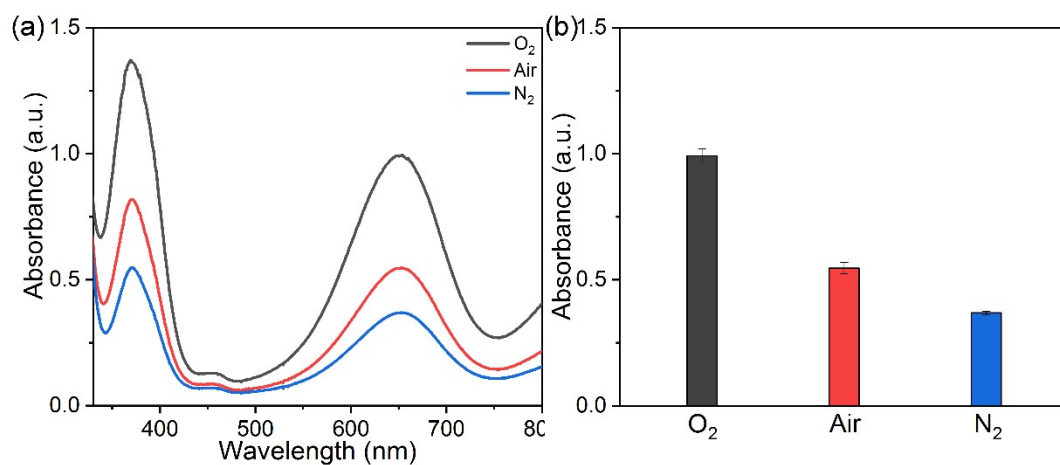 (a)
1.5
1.0
0.5
0.0
Absorbance (a.u.)
O₂
Air
N₂
400
500
600
700
80
Wavelength (nm)
(b)
1.5
1.0
0.5
0.0
Absorbance (a.u.)
O₂
Air
N₂